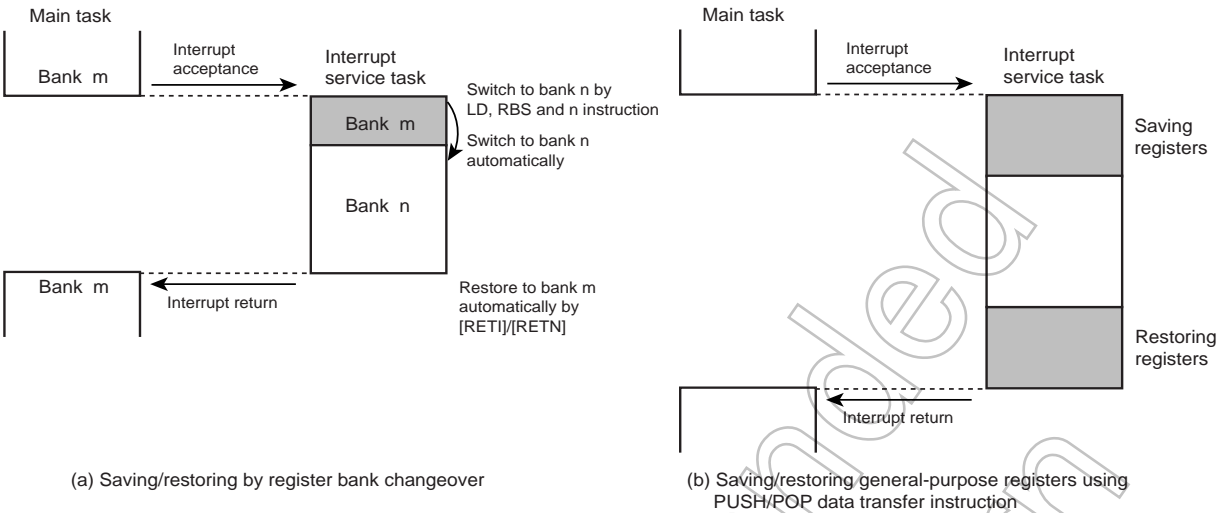 Main task
Bank m
Interrupt
acceptance
Interrupt
service task
Bank m
Switch to bank n by
LD, RBS and n instruction
Switch to bank n
automatically
Bank n
Bank m
Interrupt return
Restore to bank m
automatically by
[RETI]/[RETN]
(a) Saving/restoring by register bank changeover
Main task
Interrupt
acceptance
Interrupt
service task
Saving
registers
Restoring
registers
Interrupt return
(b) Saving/restoring general-purpose registers using
PUSH/POP data transfer instruction